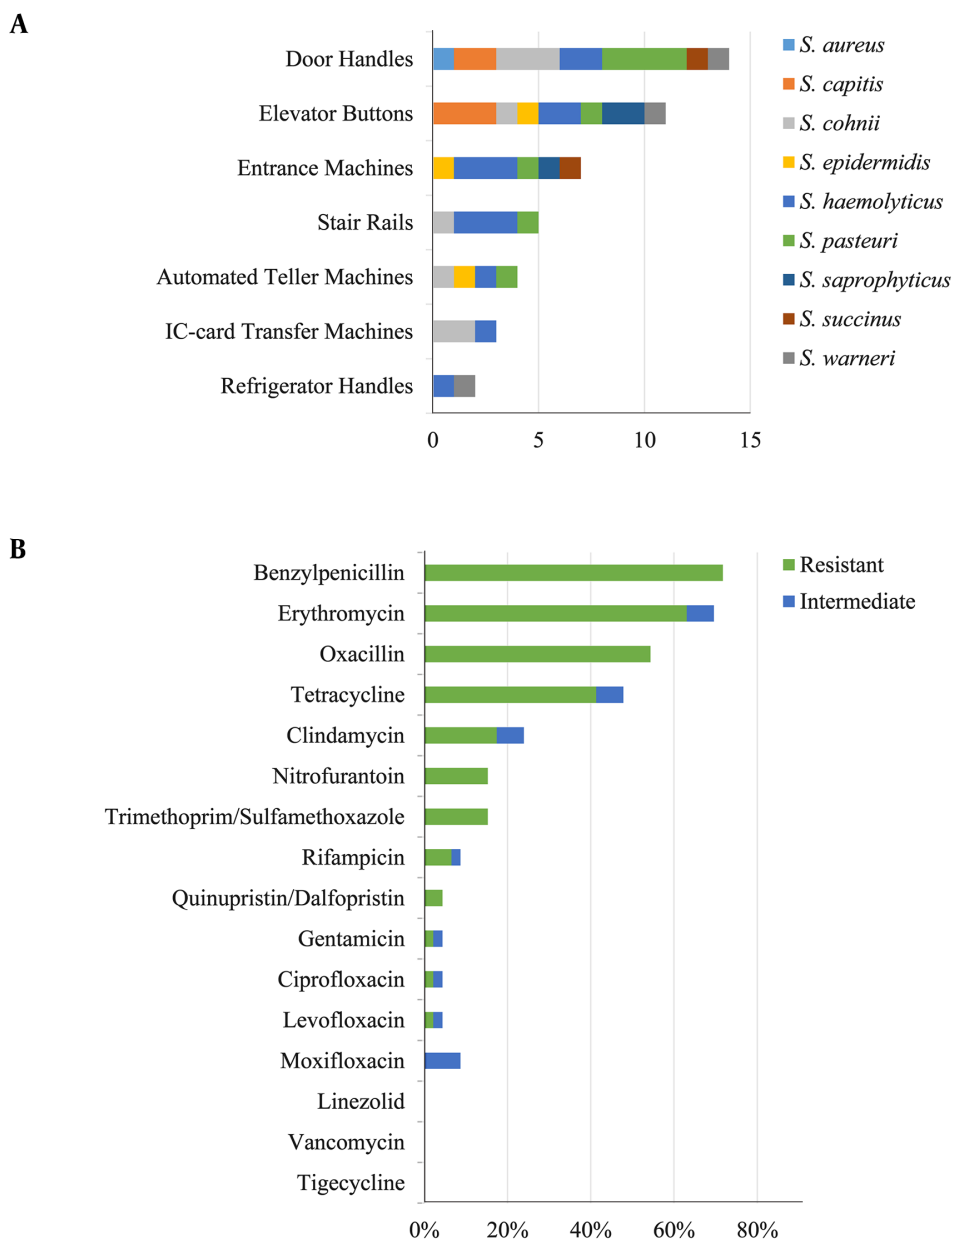 A
Door Handles
Elevator Buttons
Entrance Machines
Stair Rails
Automated Teller Machines
IC-card Transfer Machines
Refrigerator Handles
0 5 10 15
S. aureus
S. capitis
S. cohnii
S. epidermidis
S. haemolyticus
S. pasteuri
S. saprophyticus
S. succinus
S. warneri
B
Benzylpenicillin
Erythromycin
Oxacillin
Tetracycline
Clindamycin
Nitrofurantoin
Trimethoprim/Sulfamethoxazole
Rifampicin
Quinupristin/Dalfopristin
Gentamicin
Ciprofloxacin
Levofloxacin
Moxifloxacin
Linezolid
Vancomycin
Tigecycline
0% 20% 40% 60% 80%
Resistant
Intermediate